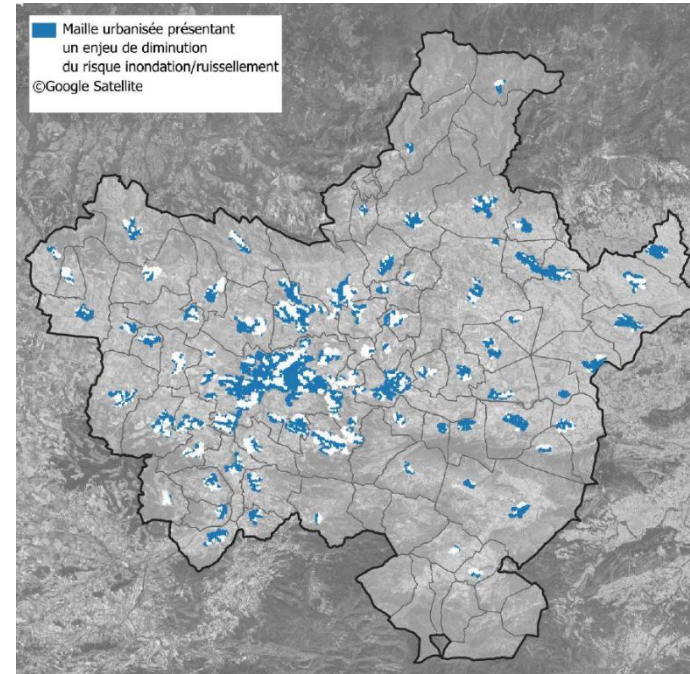 Maille urbanisée présentant
un enjeu de diminution
du risque inondation/ruissellement
©Google Satellite